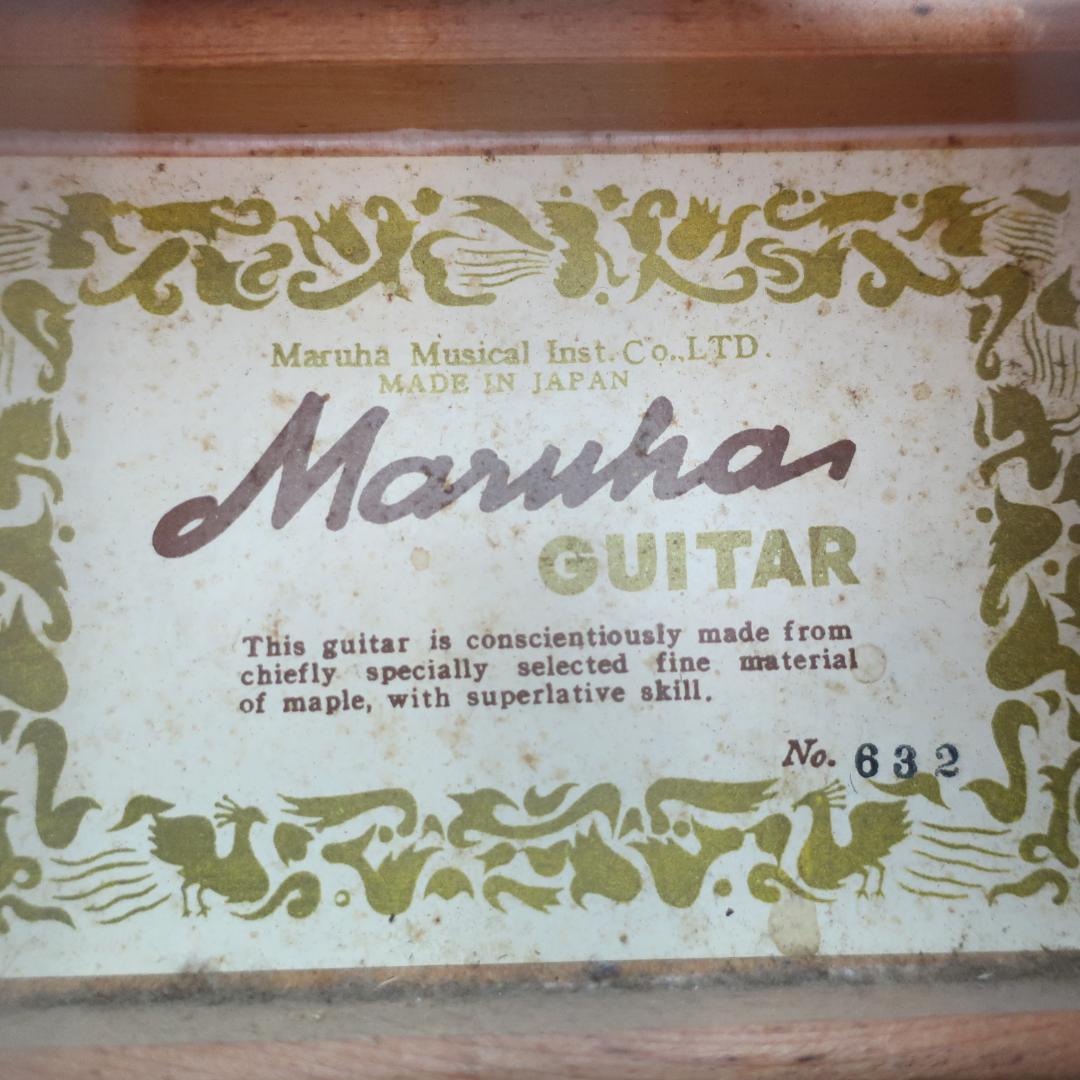 Maruha Musical Inst.Co.,LTD.
MADE IN JAPAN
Maruha
GUITAR
This guitar is conscientiously made from
chiefly specially selected fine material
of maple, with superlative skill.
No. 632